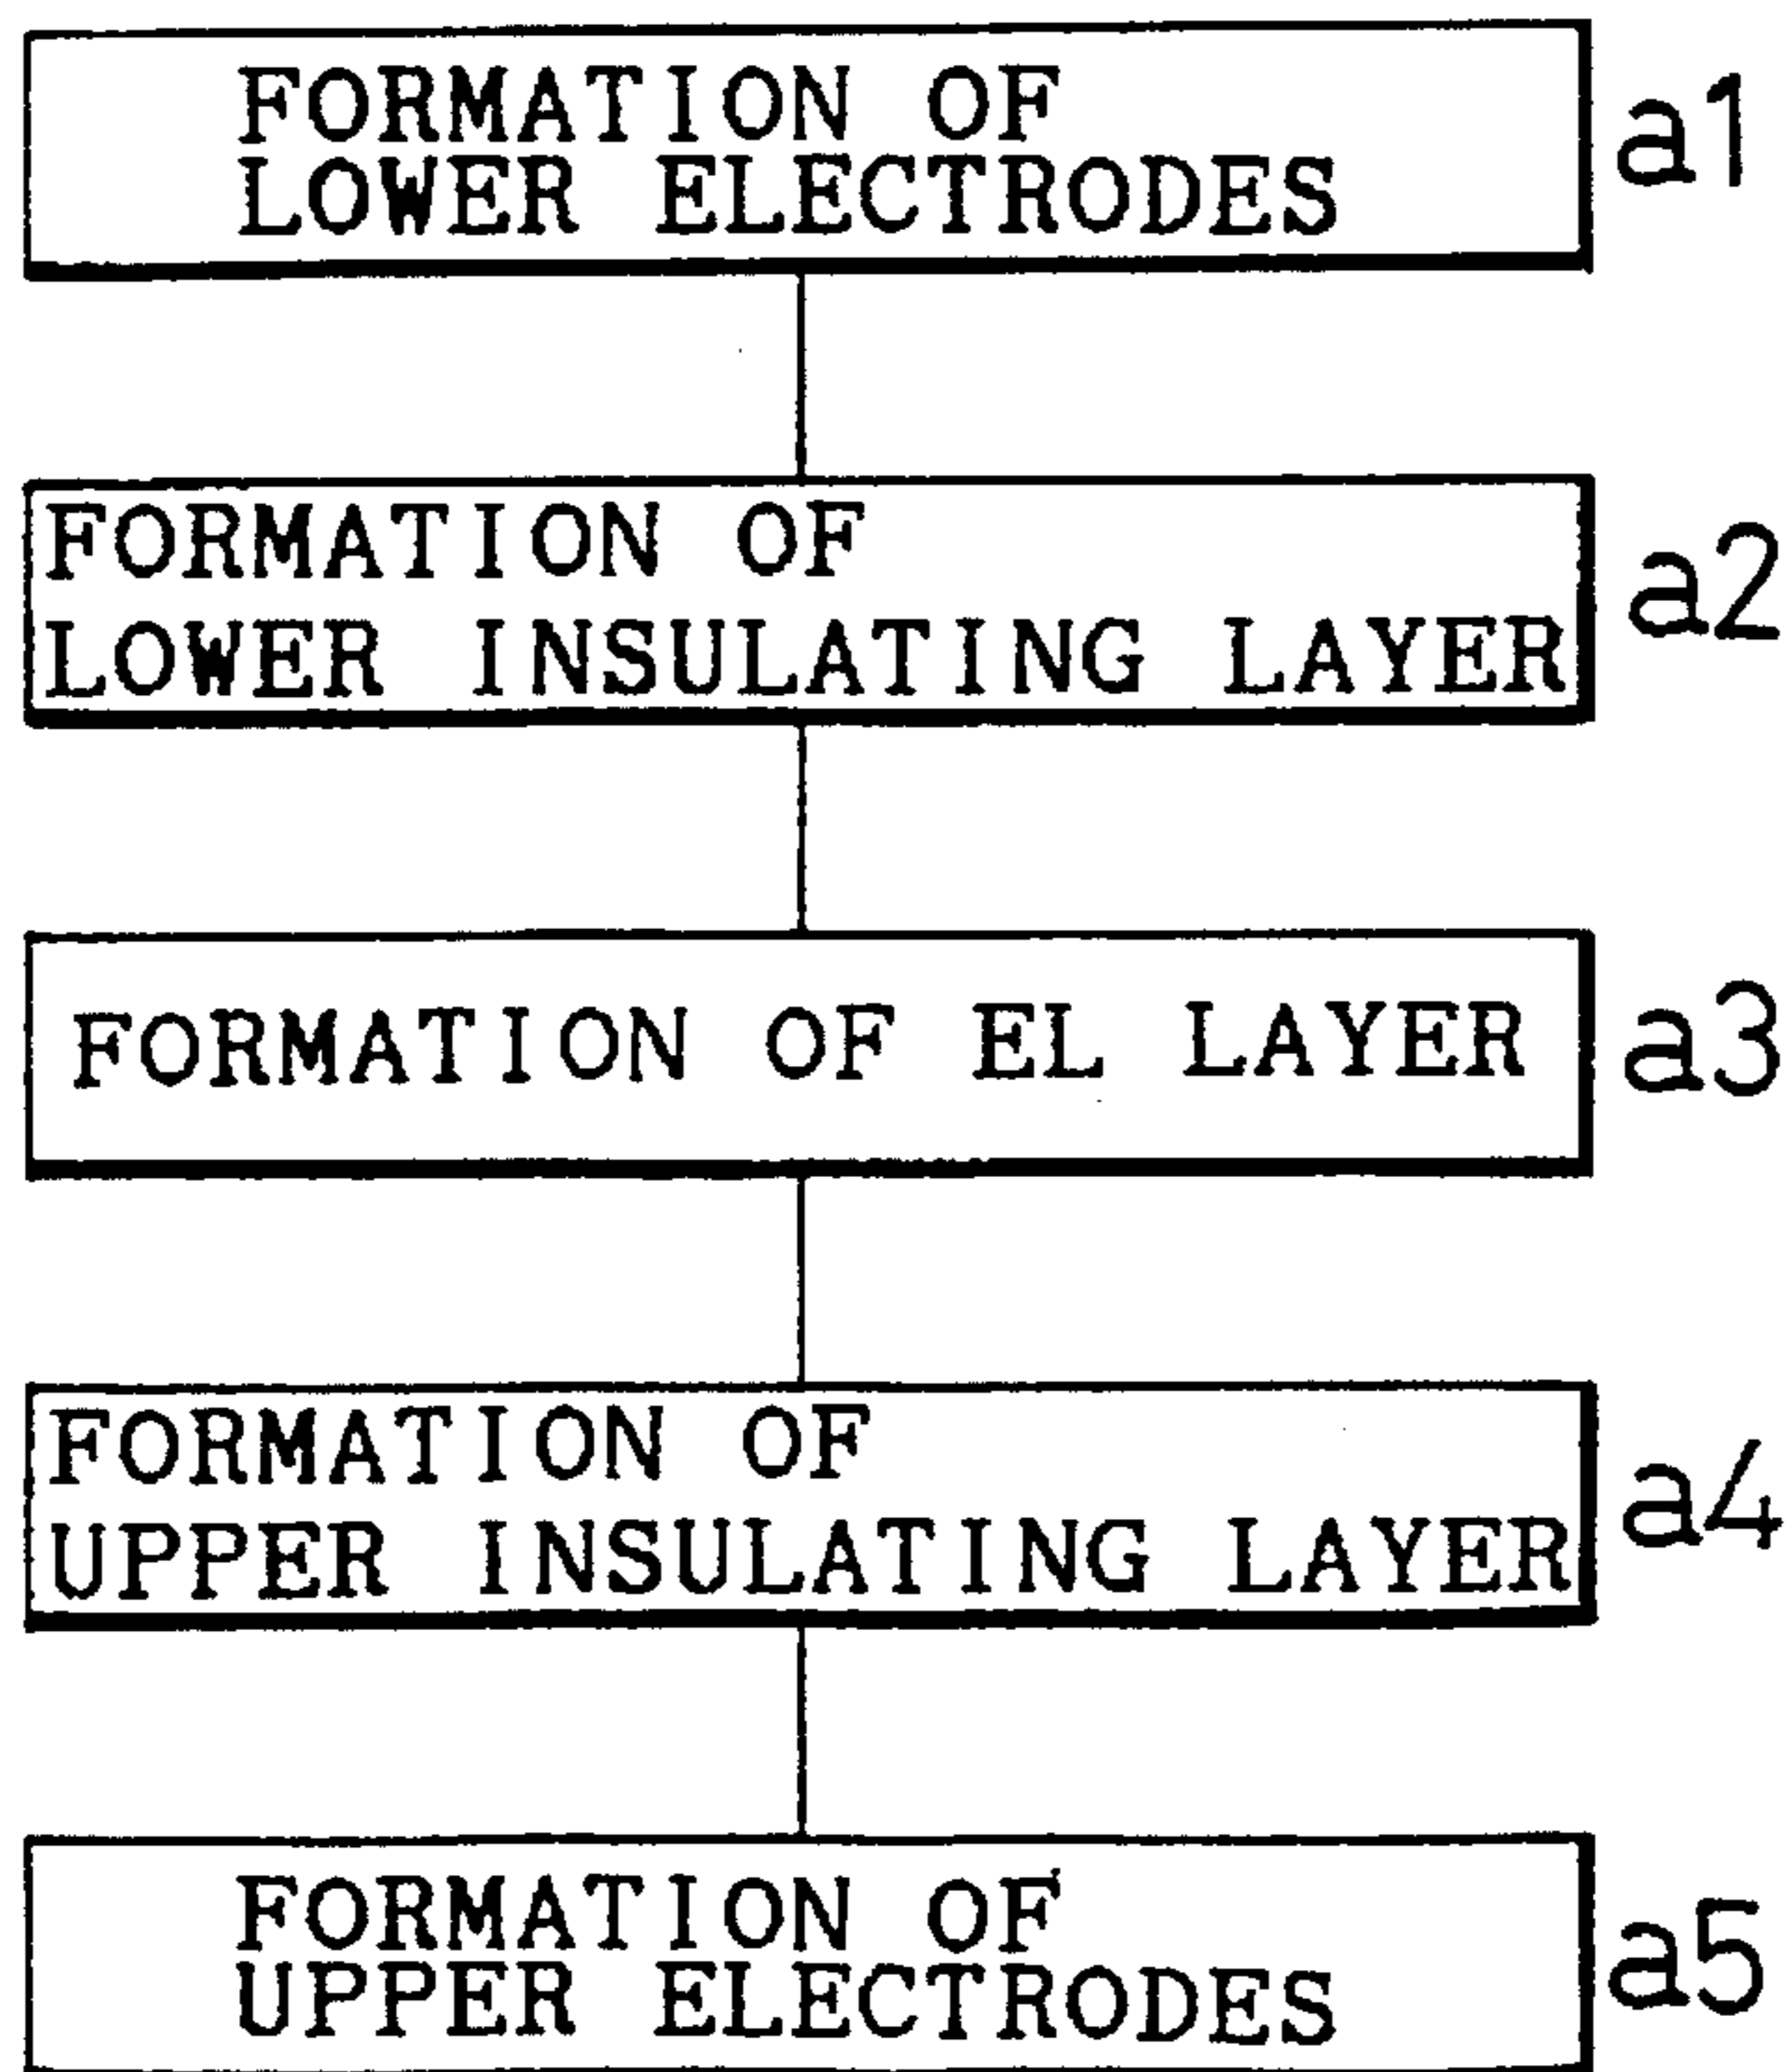 FORMATION OF
LOWER ELECTRODES
a1
FORMATION OF
LOWER INSULATING LAYER
a2
FORMATION OF EL LAYER
a3
FORMATION OF
UPPER INSULATING LAYER
a4
FORMATION OF
UPPER ELECTRODES
a5